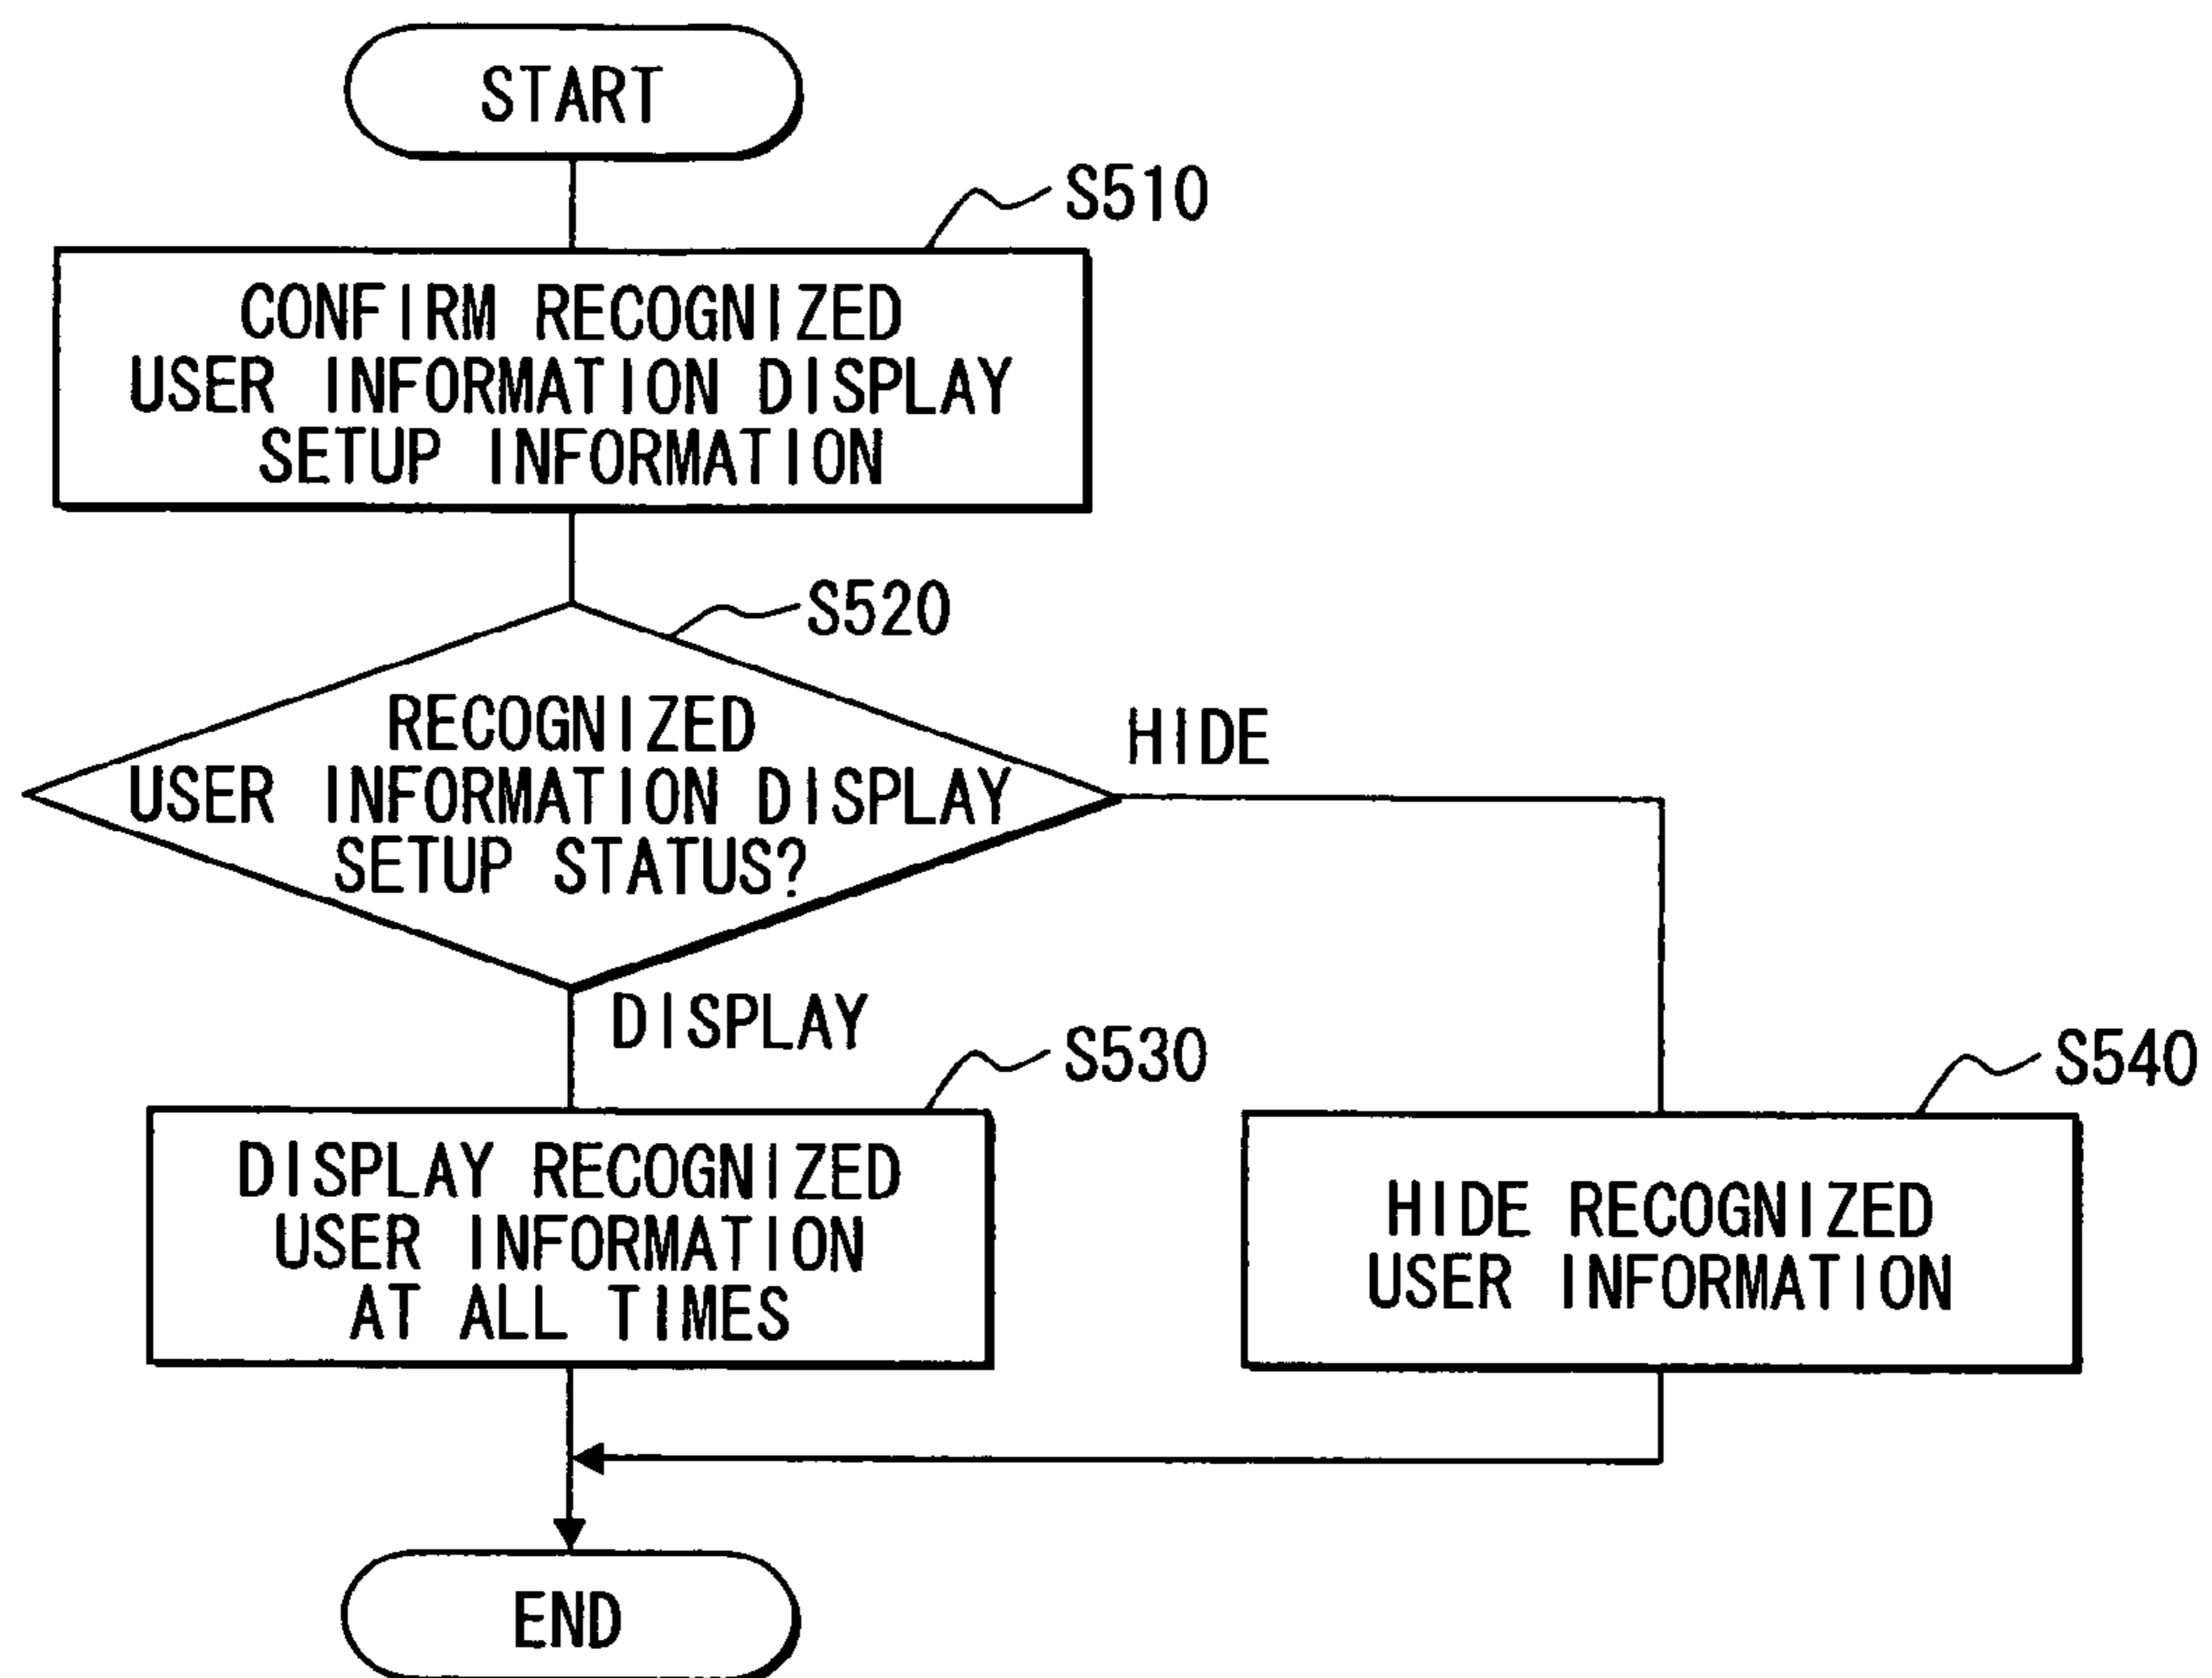 START
S510
CONFIRM RECOGNIZED
USER INFORMATION DISPLAY
SETUP INFORMATION
S520
RECOGNIZED
USER INFORMATION DISPLAY
SETUP STATUS?
HIDE
DISPLAY
S530
DISPLAY RECOGNIZED
USER INFORMATION
AT ALL TIMES
S540
HIDE RECOGNIZED
USER INFORMATION
END